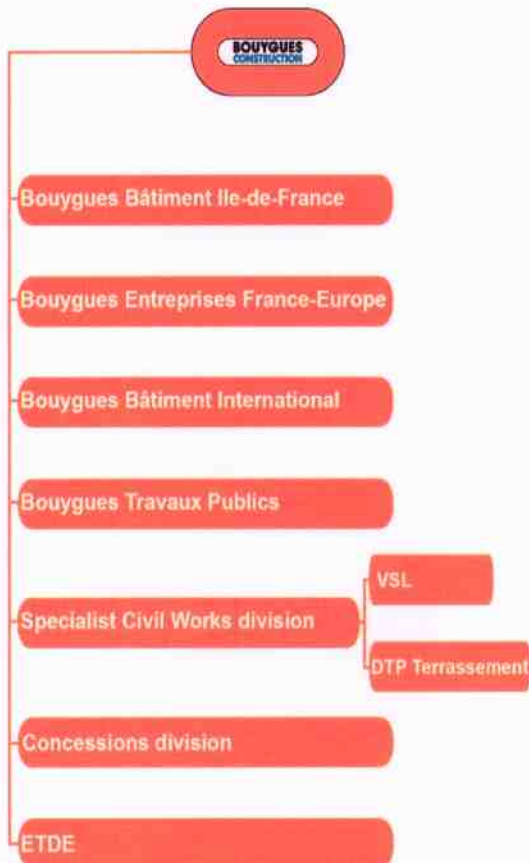 BOUYGUES
CONSTRUCTION
Bouygues Bâtiment Ile-de-France
Bouygues Entreprises France-Europe
Bouygues Bâtiment International
Bouygues Travaux Publics
VSL
Specialist Civil Works division
DTP Terrassement
Concessions division
ETDE